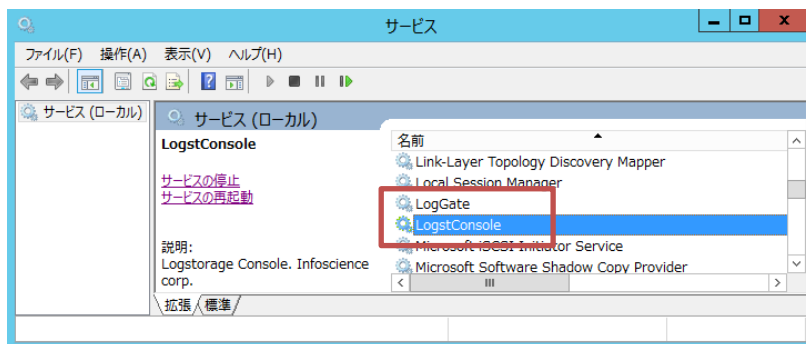 サービス
ファイル(F) 操作(A) 表示(V) ヘルプ(H)
サービス (ローカル)
サービス (ローカル)
LogstConsole
サービスの停止
サービスの再起動
説明:
Logstorage Console. Infoscience
corp.
名前
Link-Layer Topology Discovery Mapper
Local Session Manager
LogGate
LogstConsole
Microsoft iSCSI Initiator Service
Microsoft Software Shadow Copy Provider
拡張 標準